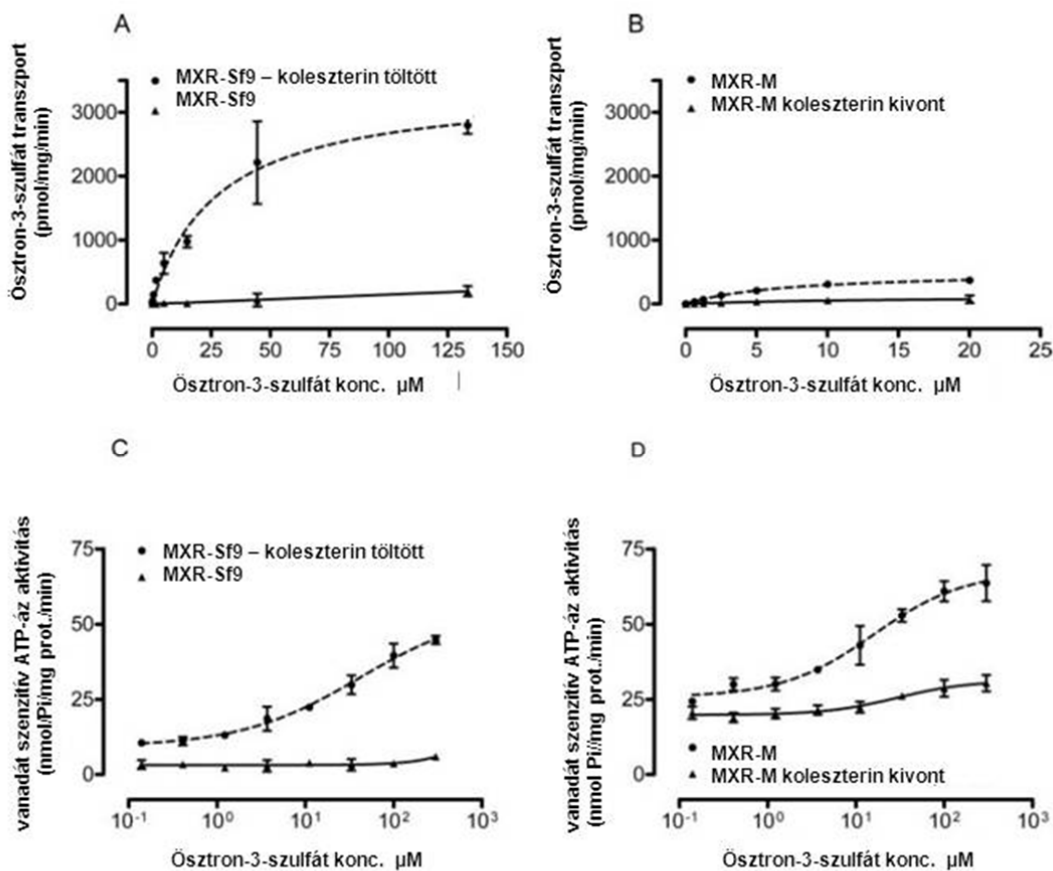 A
Ösztron-3-szulfát transzport
(pmol/mg/min)
MXR-Sf9 – koleszterin töltött
MXR-Sf9
3000
2000
1000
0
0 25 50 75 100 125 150
Ösztron-3-szulfát konc. µM
B
Ösztron-3-szulfát transzport
(pmol/mg/min)
MXR-M
MXR-M koleszterin kivont
3000
2000
1000
0
0 5 10 15 20 25
Ösztron-3-szulfát konc. µM
C
vanadát szenzitív ATP-áz aktivitás
(nmol/Pi/mg prot./min)
75
MXR-Sf9 – koleszterin töltött
MXR-Sf9
50
25
0
10-1 100 101 102 103
Ösztron-3-szulfát konc. µM
D
vanadát szenzitív ATP-áz aktivitás
(nmol Pi//mg prot./min)
75
50
25
0
MXR-M
MXR-M koleszterin kivont
10-1 100 101 102 103
Ösztron-3-szulfát konc. µM